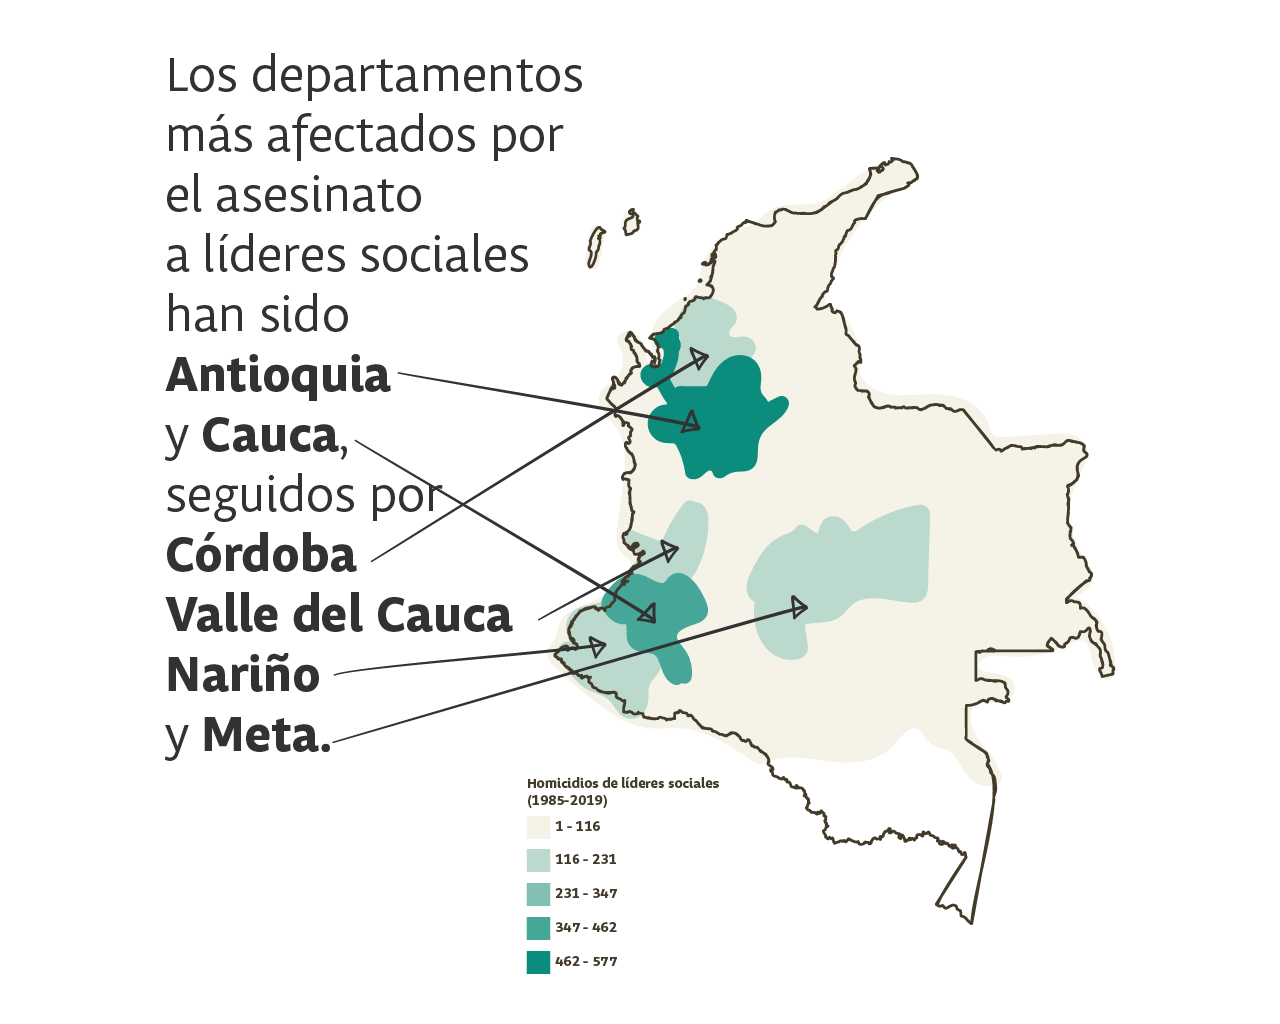 Los departamentos
más afectados por
el asesinato
a líderes sociales
han sido
Antioquia
y Cauca,
seguidos por
Córdoba
Valle del Cauca
Nariño
y Meta.
Homicidios de líderes sociales
(1985-2019)
1 - 116
116 - 231
231 - 347
347 - 462
462 - 577